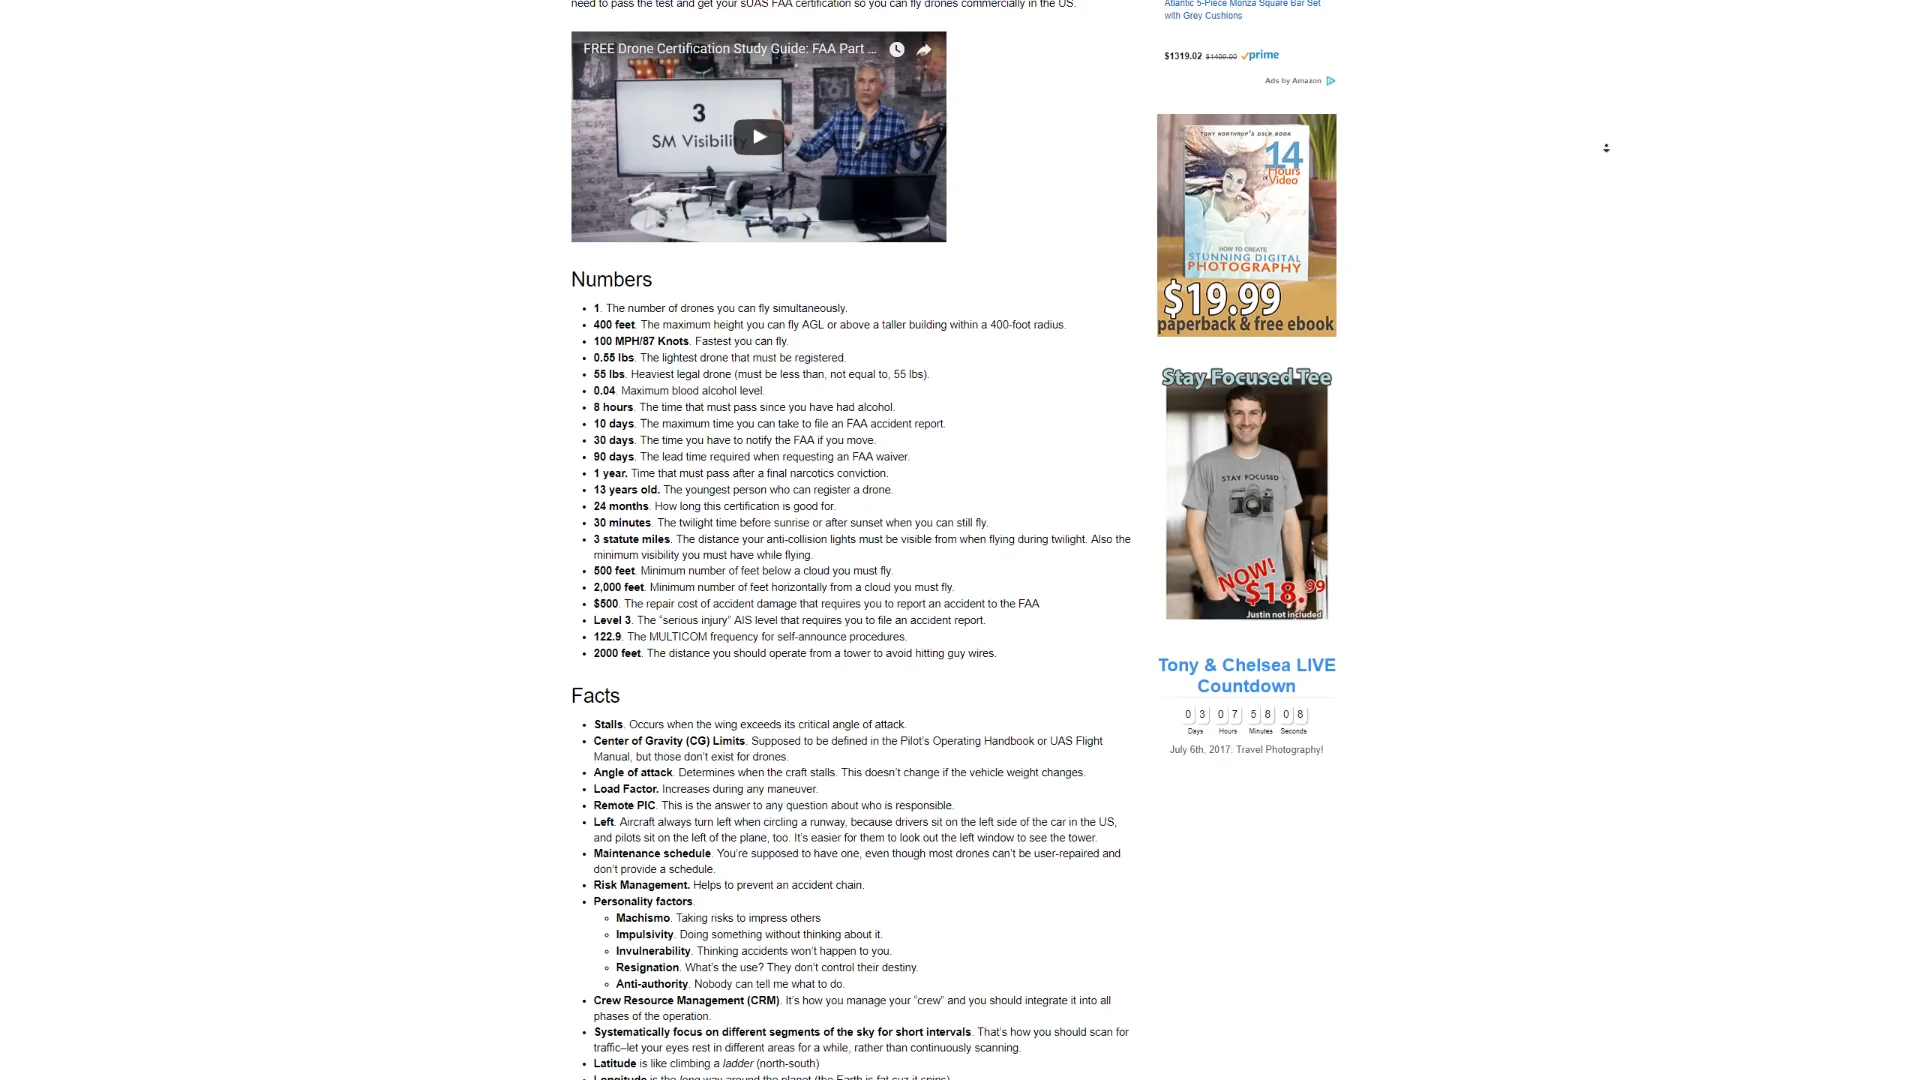 need to pass the test and get your sUAS FAA certification so you can fly drones commercially in the US.
FREE Drone Certification Study Guide: FAA Part ...
3
SM Visibility
Numbers
1. The number of drones you can fly simultaneously.
400 feet. The maximum height you can fly AGL or above a taller building within a 400-foot radius.
100 MPH/87 Knots. Fastest you can fly.
0.55 lbs. The lightest drone that must be registered.
55 lbs. Heaviest legal drone (must be less than, not equal to, 55 lbs).
0.04. Maximum blood alcohol level.
8 hours. The time that must pass since you have had alcohol.
10 days. The maximum time you can take to file an FAA accident report.
30 days. The time you have to notify the FAA if you move.
90 days. The lead time required when requesting an FAA waiver.
1 year. Time that must pass after a final narcotics conviction.
13 years old. The youngest person who can register a drone.
24 months. How long this certification is good for.
30 minutes. The twilight time before sunrise or after sunset when you can still fly.
3 statute miles. The distance your anti-collision lights must be visible from when flying during twilight. Also the
minimum visibility you must have while flying.
500 feet. Minimum number of feet below a cloud you must fly.
2,000 feet. Minimum number of feet horizontally from a cloud you must fly.
$500. The repair cost of accident damage that requires you to report an accident to the FAA
Level 3. The “serious injury” AIS level that requires you to file an accident report.
122.9. The MULTICOM frequency for self-announce procedures.
2000 feet. The distance you should operate from a tower to avoid hitting guy wires.
Facts
Stalls. Occurs when the wing exceeds its critical angle of attack.
Center of Gravity (CG) Limits. Supposed to be defined in the Pilot’s Operating Handbook or UAS Flight
Manual, but those don’t exist for drones.
Angle of attack. Determines when the craft stalls. This doesn’t change if the vehicle weight changes.
Load Factor. Increases during any maneuver.
Remote PIC. This is the answer to any question about who is responsible.
Left. Aircraft always turn left when circling a runway, because drivers sit on the left side of the car in the US,
and pilots sit on the left of the plane, too. It’s easier for them to look out the left window to see the tower.
Maintenance schedule. You’re supposed to have one, even though most drones can’t be user-repaired and
don’t provide a schedule.
Risk Management. Helps to prevent an accident chain.
Personality factors.
Machismo. Taking risks to impress others
Impulsivity. Doing something without thinking about it.
Invulnerability. Thinking accidents won’t happen to you.
Resignation. What’s the use? They don’t control their destiny.
Anti-authority. Nobody can tell me what to do.
Crew Resource Management (CRM). It’s how you manage your “crew” and you should integrate it into all
phases of the operation.
Systematically focus on different segments of the sky for short intervals. That’s how you should scan for
traffic–let your eyes rest in different areas for a while, rather than continuously scanning.
Latitude is like climbing a ladder (north-south)
Longitude is the long way around the planet (the Earth is fat cuz it spins)
Atlantic 5-Piece Monza Square Bar Set
with Grey Cushions
$1319.02 $1400.00 prime
Ads by Amazon
TONY NORTHRUP'S DSLR BOOK
14
Hours
of Video
HOW TO CREATE
STUNNING DIGITAL
PHOTOGRAPHY
$19.99
paperback & free ebook
Stay Focused Tee
STAY FOCUSED
NOW!
$18.99
Justin not included
Tony & Chelsea LIVE
Countdown
03 07 58 08
Days Hours Minutes Seconds
July 6th, 2017: Travel Photography!